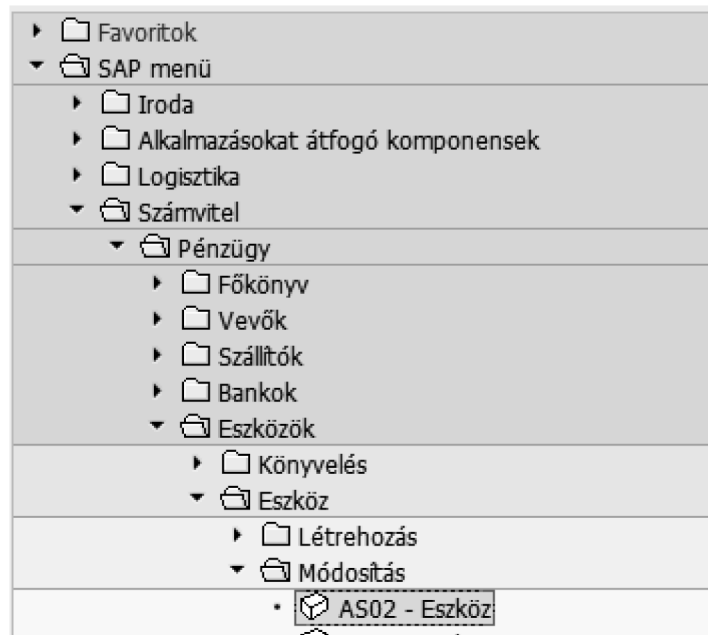 Favoritok
SAP menü
Iroda
Alkalmazásokat átfogó komponensek
Logisztika
Számvitel
Pénzügy
Főkönyv
Vevők
Szállítók
Bankok
Eszközök
Könyvelés
Eszköz
Létrehozás
Módosítás
AS02 - Eszköz